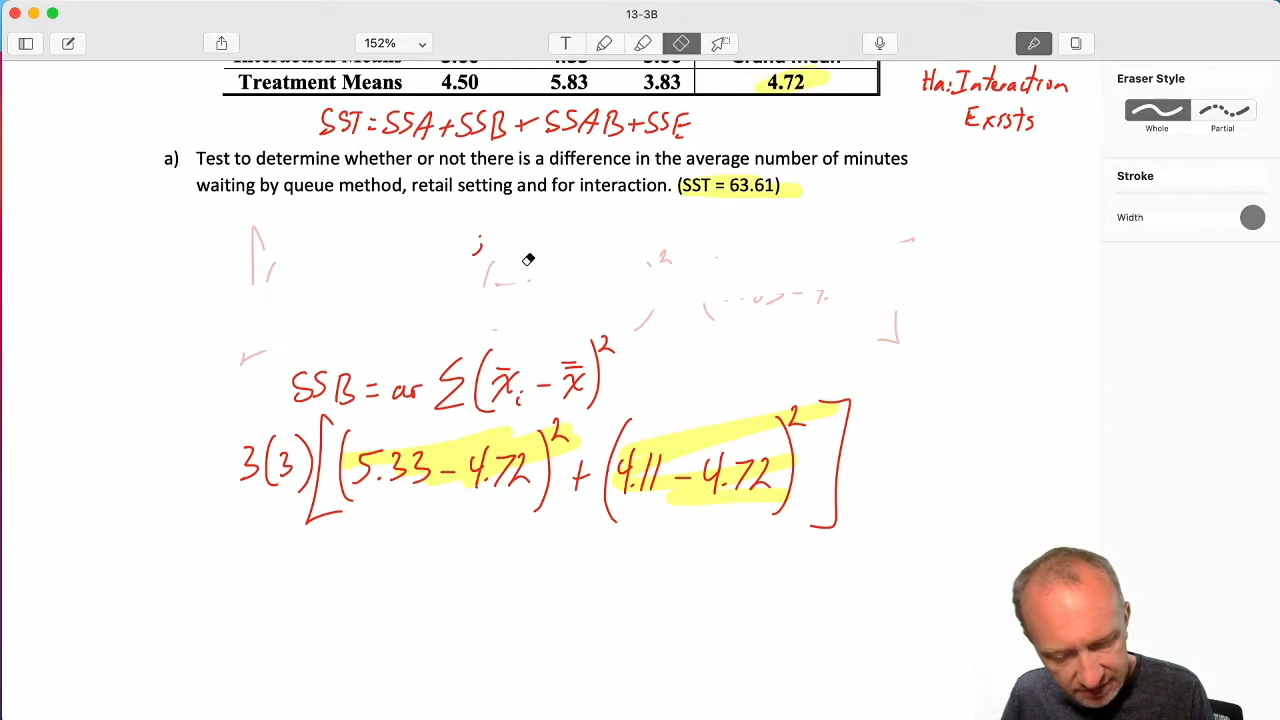 13-3B
152%
T
Eraser Style
Whole
Partial
Stroke
Width
Grand Mean
Treatment Means 4.50 5.83 3.83 4.72
Ha: Interaction
Exists
SST = SSA + SSB + SSAB + SSE
a) Test to determine whether or not there is a difference in the average number of minutes
waiting by queue method, retail setting and for interaction. (SST = 63.61)
SSB = ar Σ(x̄i - x̿)²
3(3)[(5.33 - 4.72)² + (4.11 - 4.72)²]